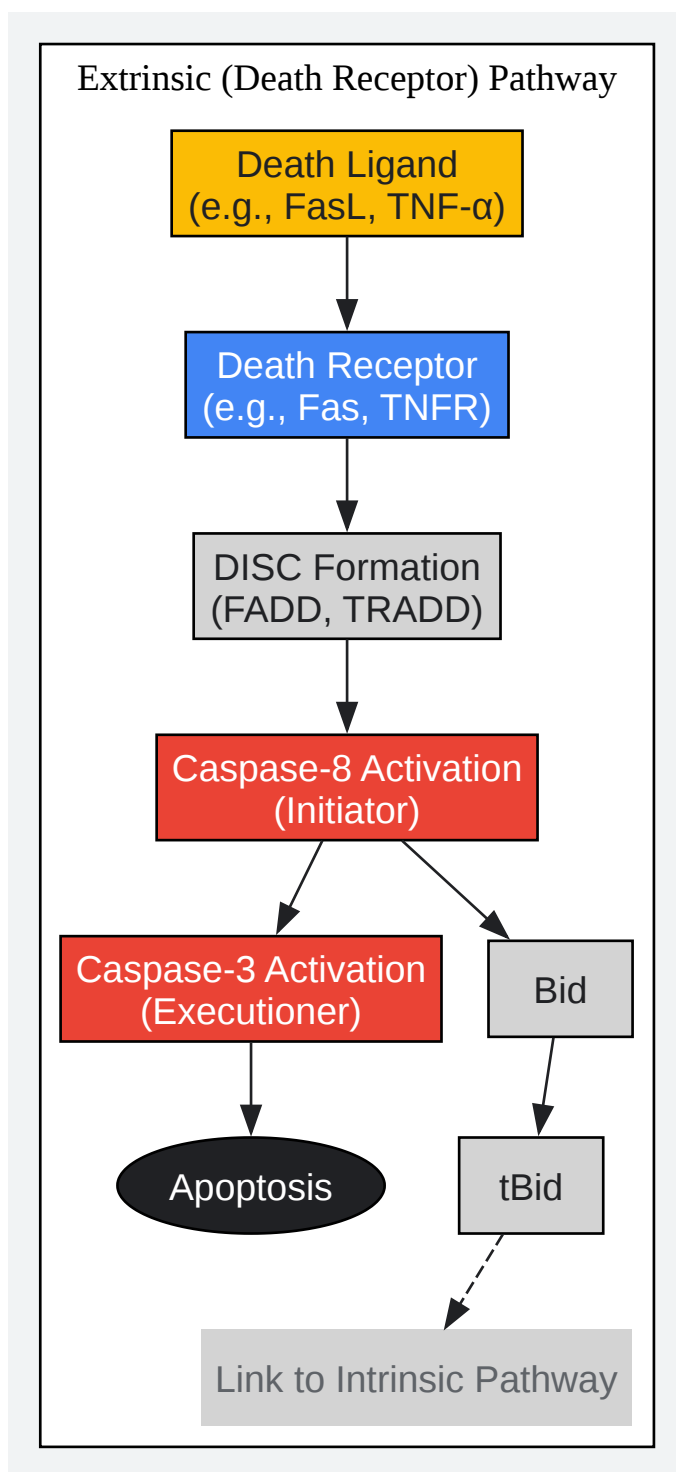 Extrinsic (Death Receptor) Pathway
Death Ligand
(e.g., FasL, TNF-α)
Death Receptor
(e.g., Fas, TNFR)
DISC Formation
(FADD, TRADD)
Caspase-8 Activation
(Initiator)
Caspase-3 Activation
(Executioner)
Bid
Apoptosis
tBid
Link to Intrinsic Pathway